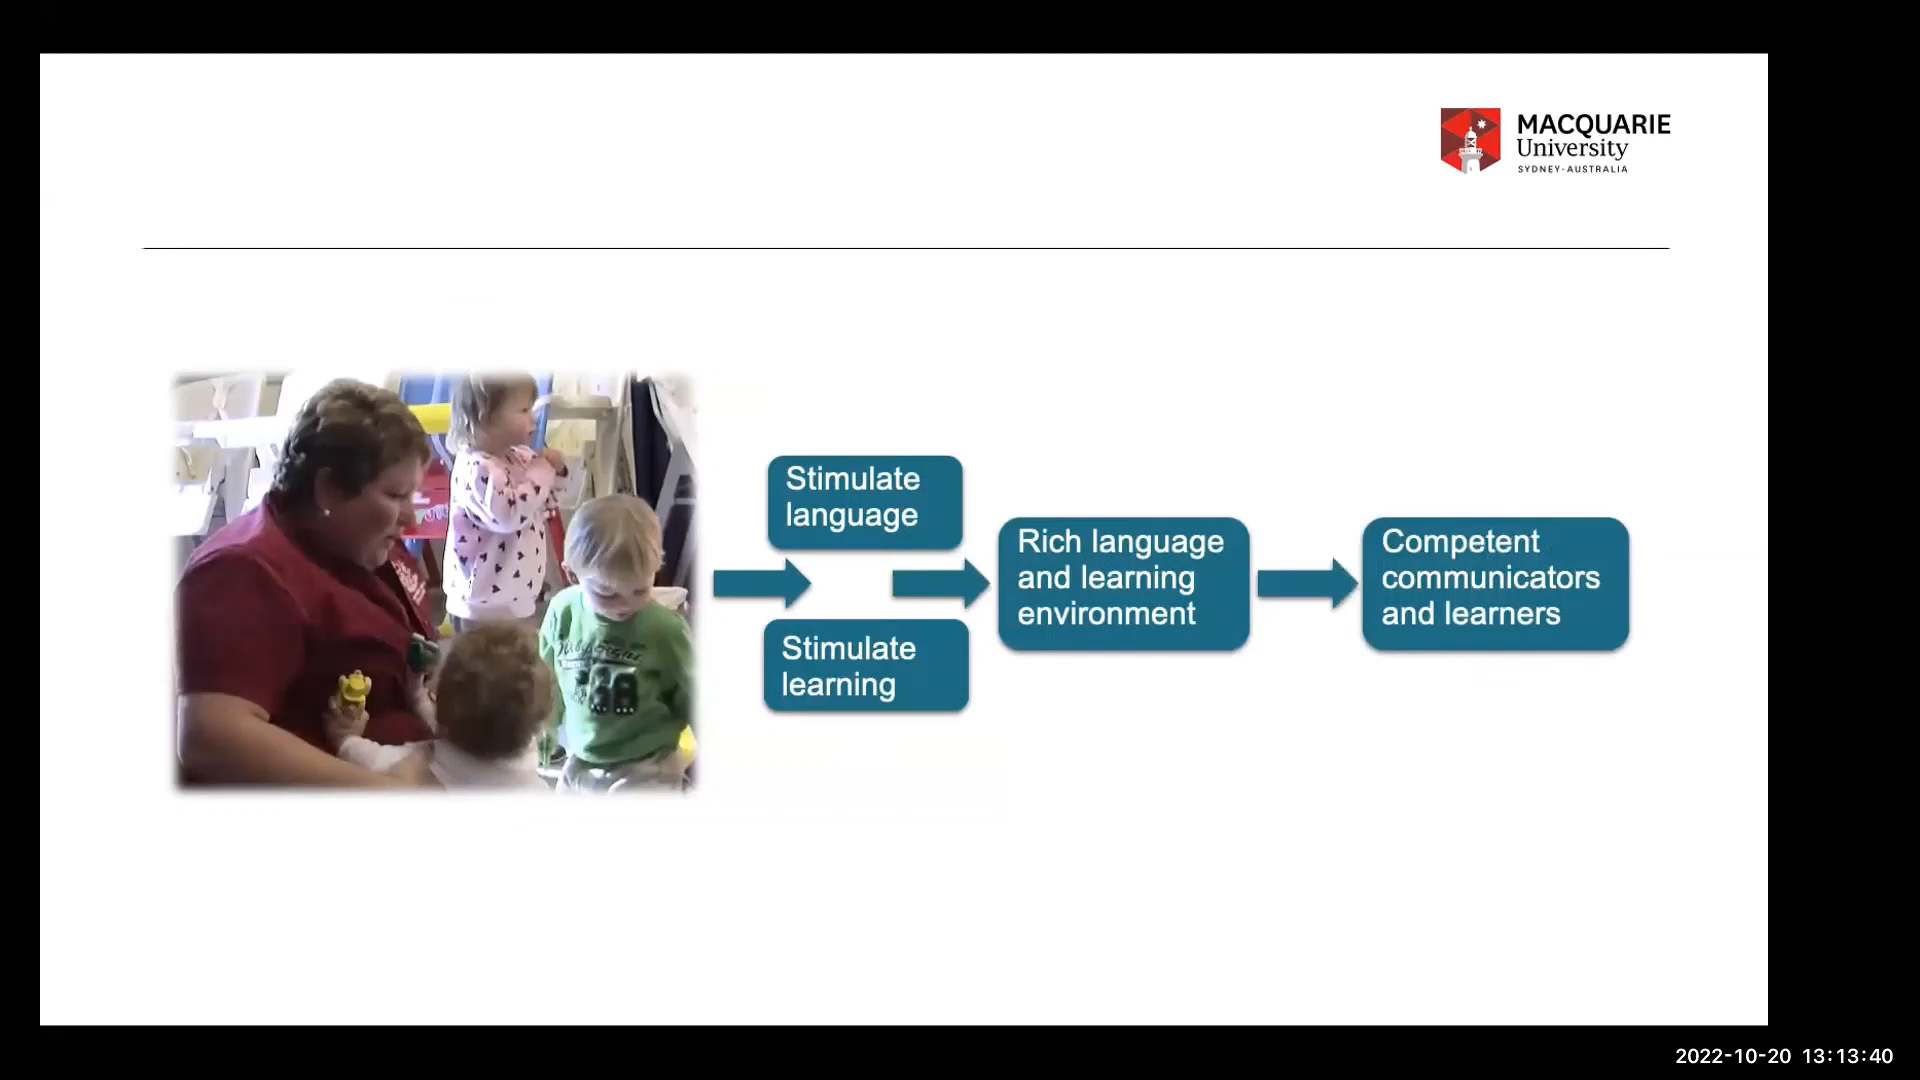 MACQUARIE
University
SYDNEY-AUSTRALIA
Stimulate
language
Stimulate
learning
Rich language
and learning
environment
Competent
communicators
and learners
2022-10-20 13:13:40